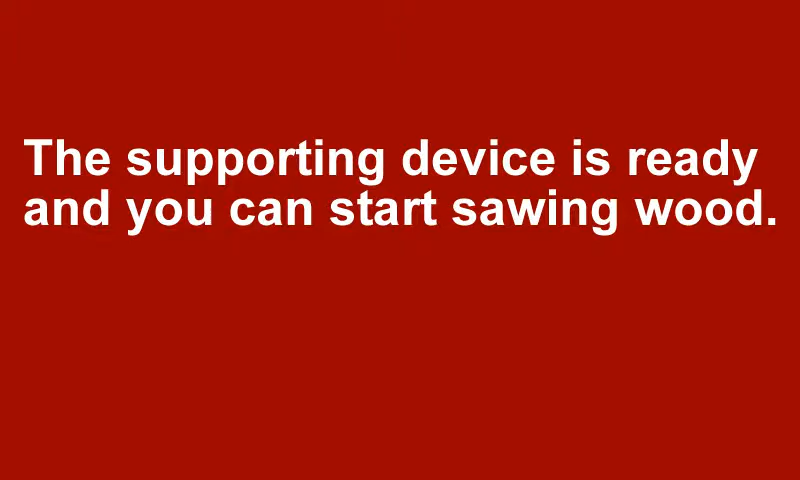 The supporting device is ready
and you can start sawing wood.